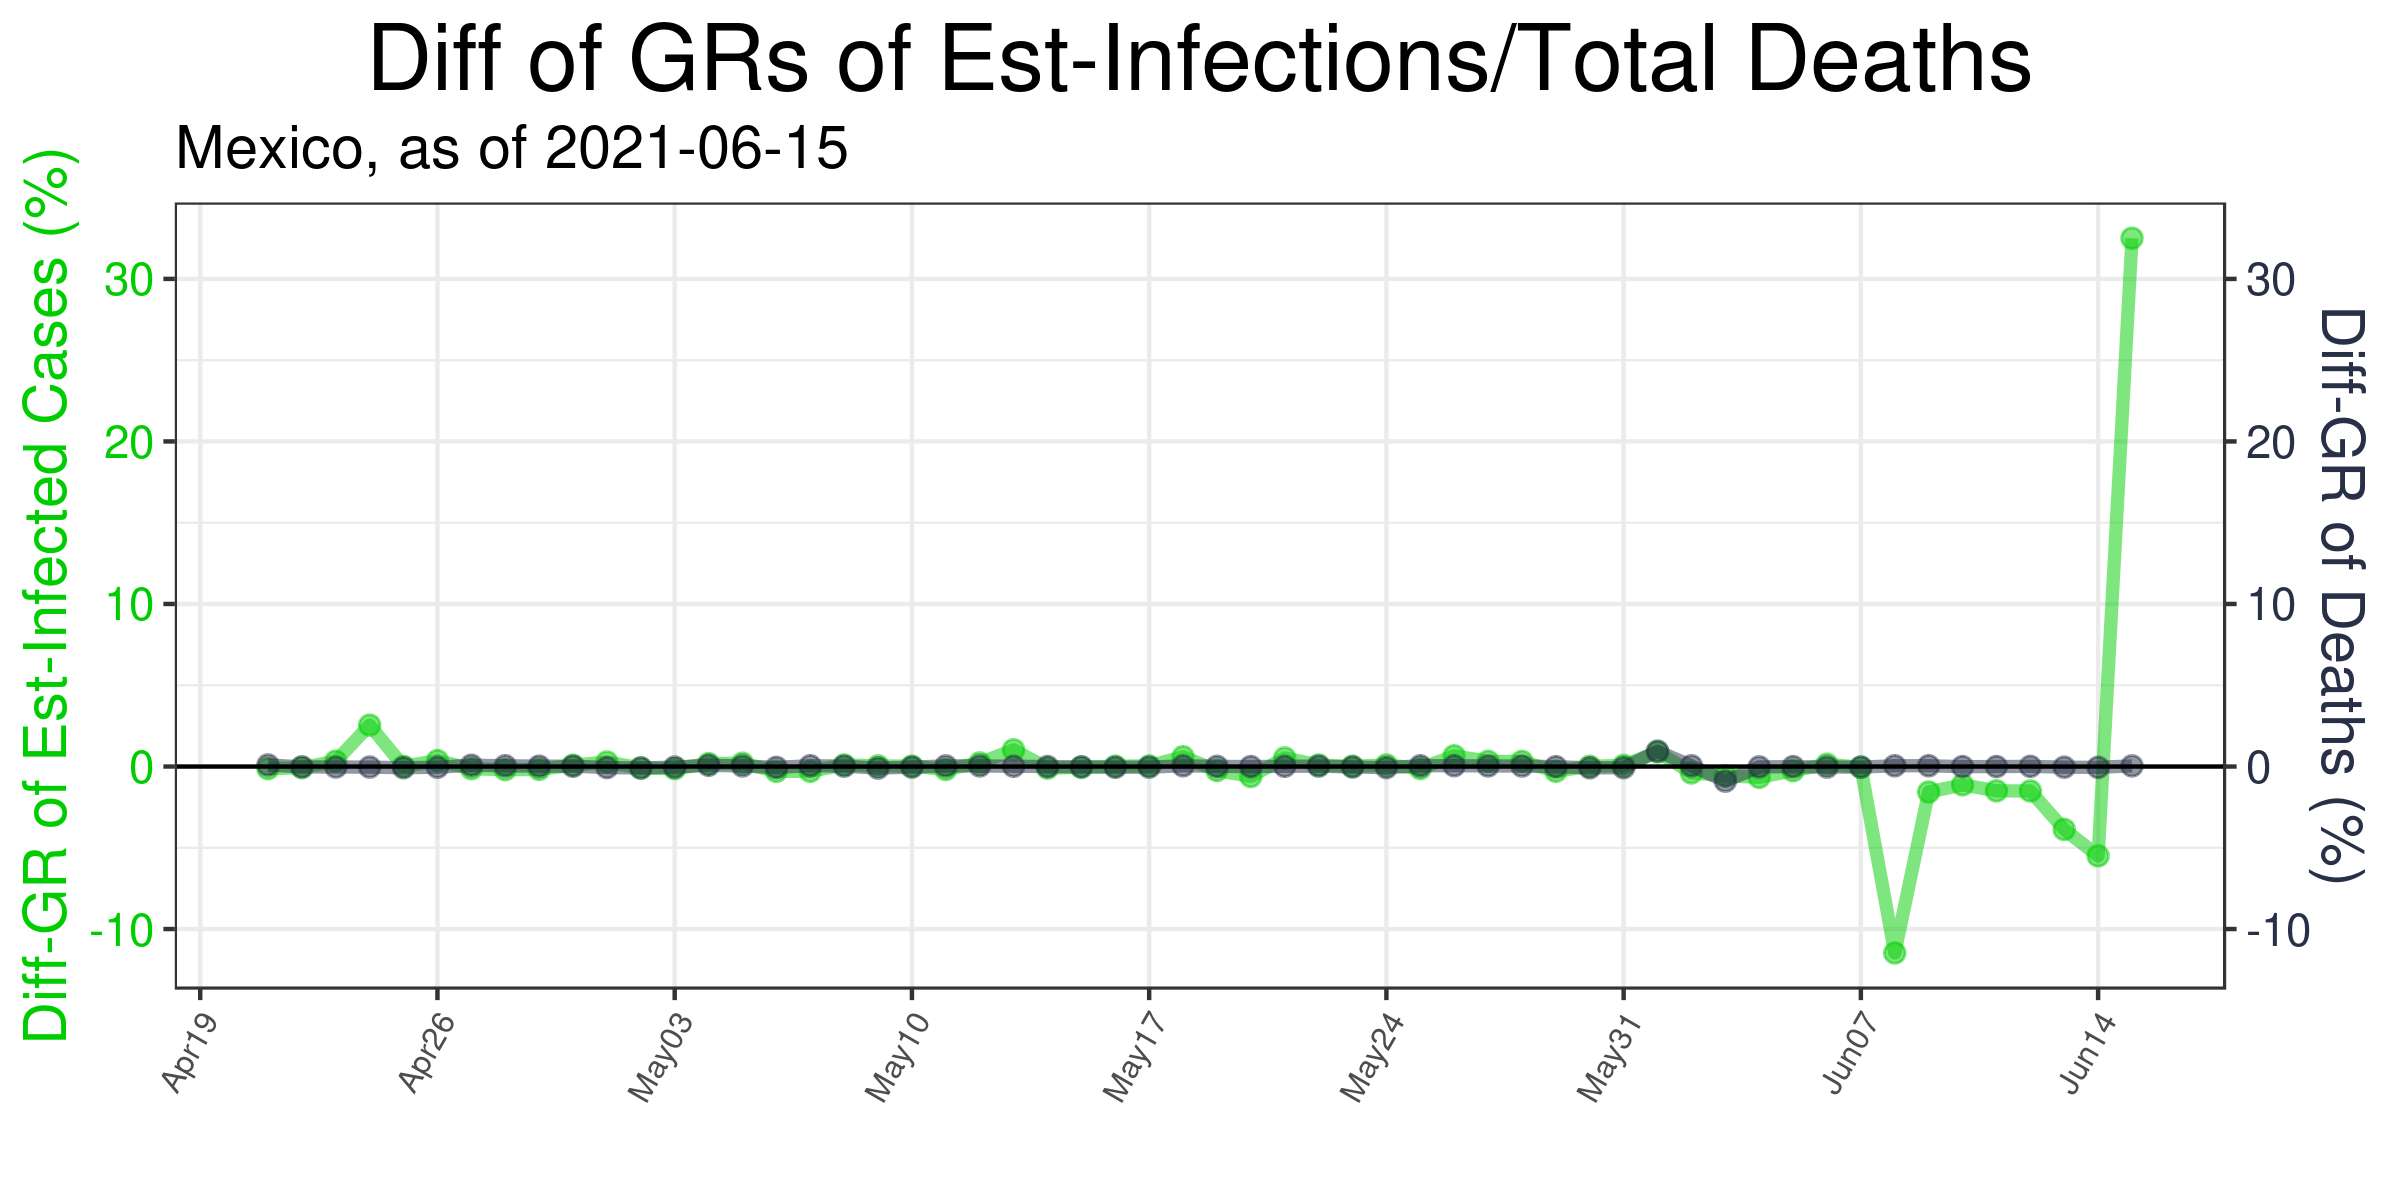 Diff of GRs of Est-Infections/Total Deaths
Mexico, as of 2021-06-15
Diff-GR of Est-Infected Cases (%)
30
20
10
0
-10
30
20
10
0
-10
Diff-GR of Deaths (%)
Apr19
Apr26
May03
May10
May17
May24
May31
Jun07
Jun14